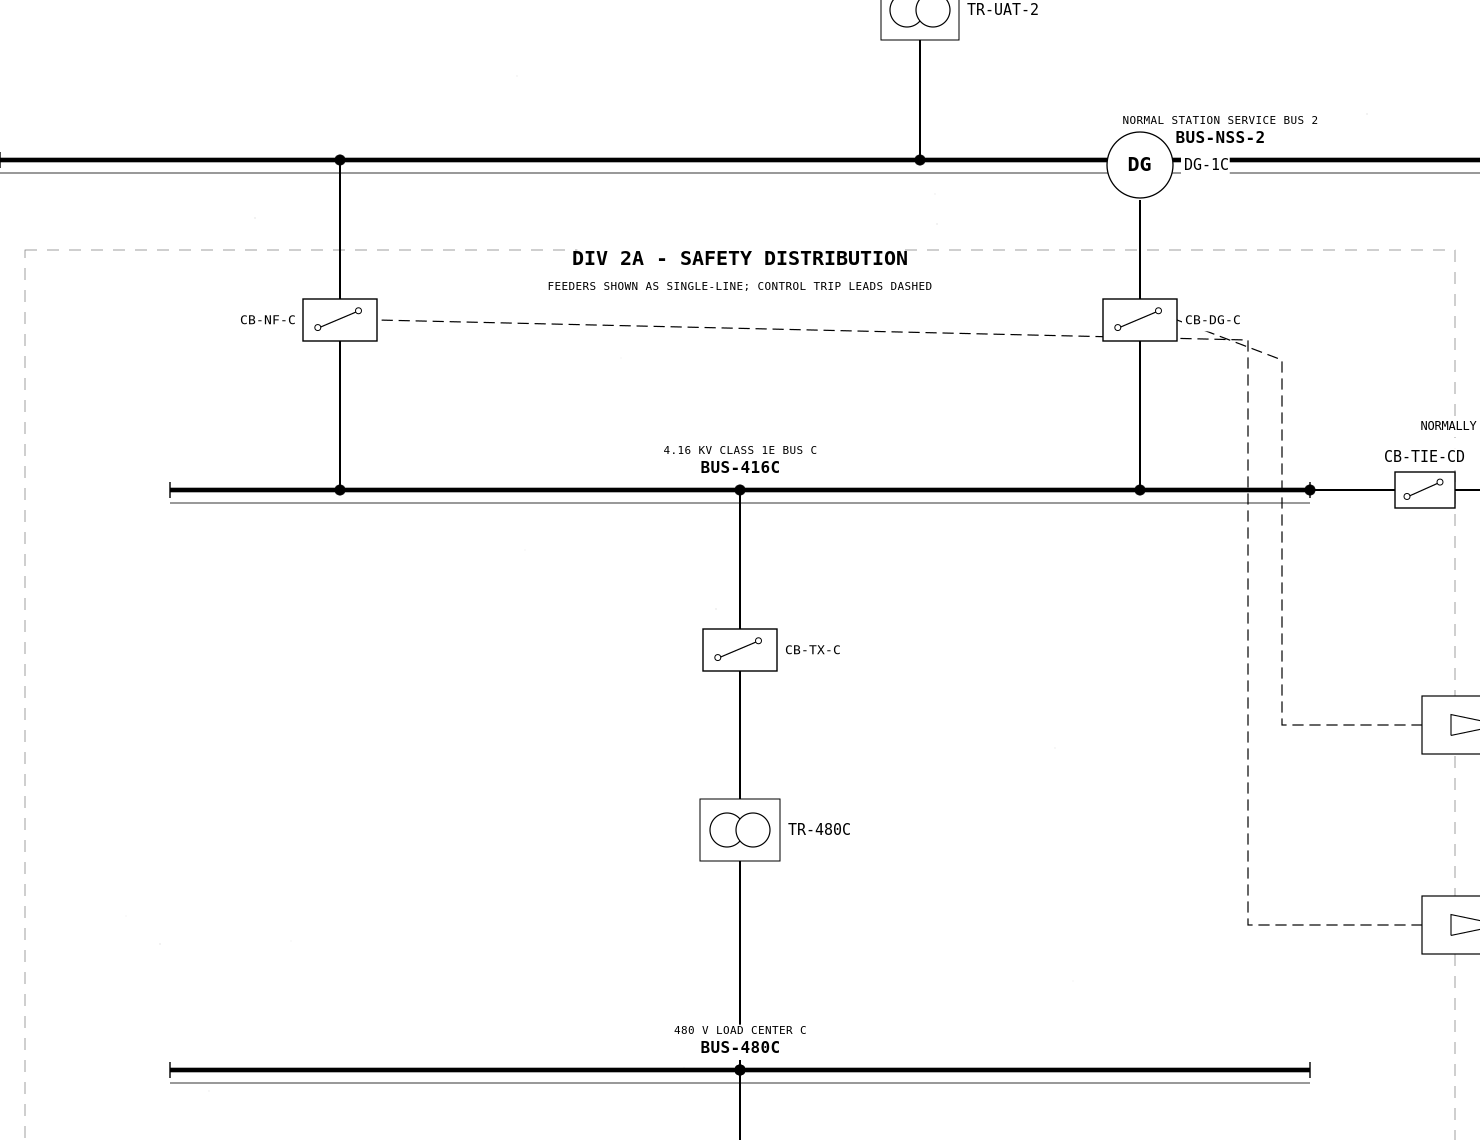 TR-UAT-2
NORMAL STATION SERVICE BUS 2
BUS-NSS-2
DG
DG-1C
DIV 2A - SAFETY DISTRIBUTION
FEEDERS SHOWN AS SINGLE-LINE; CONTROL TRIP LEADS DASHED
CB-NF-C
CB-DG-C
NORMALLY
4.16 KV CLASS 1E BUS C
BUS-416C
CB-TIE-CD
CB-TX-C
TR-480C
480 V LOAD CENTER C
BUS-480C